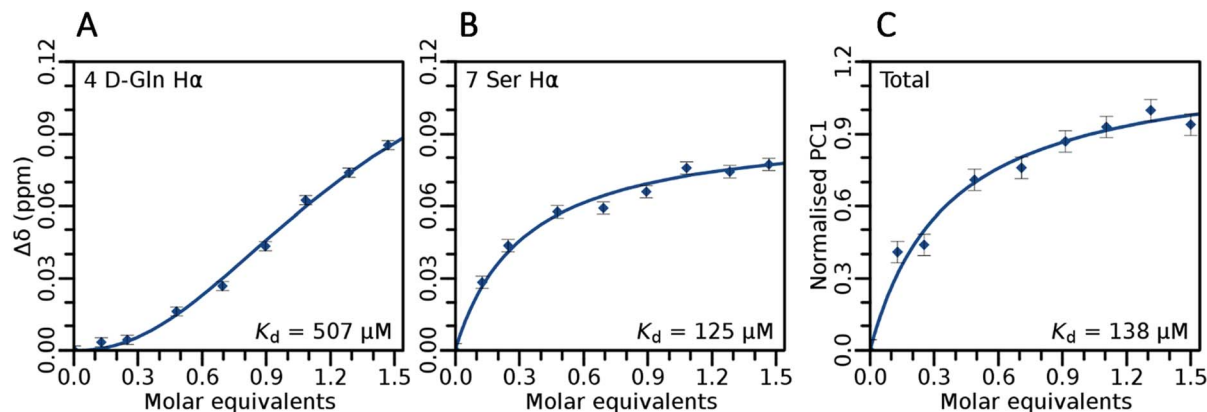 A
4 D-Gln Hα
Δδ (ppm)
0.12
0.09
0.06
0.03
0.00
K_d = 507 μM
0.0 0.3 0.6 0.9 1.2 1.5
Molar equivalents
B
7 Ser Hα
0.12
0.09
0.06
0.03
0.00
K_d = 125 μM
0.0 0.3 0.6 0.9 1.2 1.5
Molar equivalents
C
Total
Normalised PC1
1.2
0.9
0.6
0.3
0.0
K_d = 138 μM
0.0 0.3 0.6 0.9 1.2 1.5
Molar equivalents